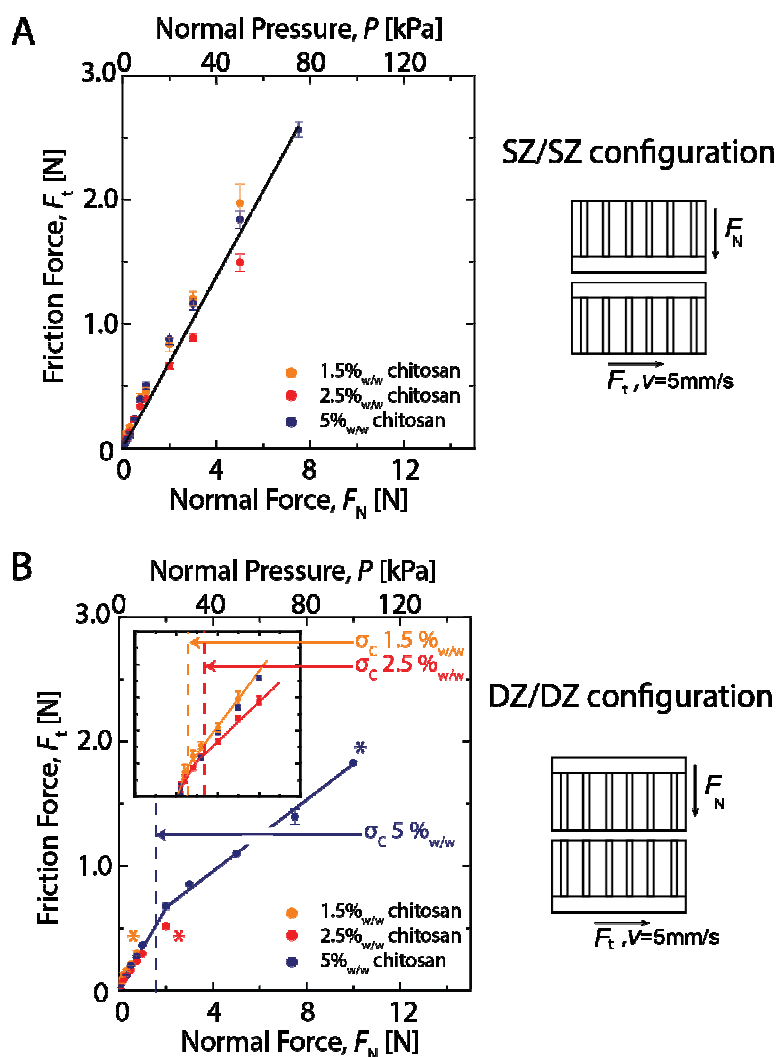 A
Normal Pressure, P [kPa]
0 40 80 120
3.0
2.0
1.0
0
Friction Force, Ft [N]
1.5%w/w chitosan
2.5%w/w chitosan
5%w/w chitosan
0 4 8 12
Normal Force, FN [N]
SZ/SZ configuration
FN
Ft , v=5mm/s
B
Normal Pressure, P [kPa]
0 40 80 120
3.0
2.0
1.0
0
Friction Force, Ft [N]
σC 1.5 %w/w
σC 2.5 %w/w
*
σC 5 %w/w
* *
1.5%w/w chitosan
2.5%w/w chitosan
5%w/w chitosan
0 4 8 12
Normal Force, FN [N]
DZ/DZ configuration
FN
Ft , v=5mm/s